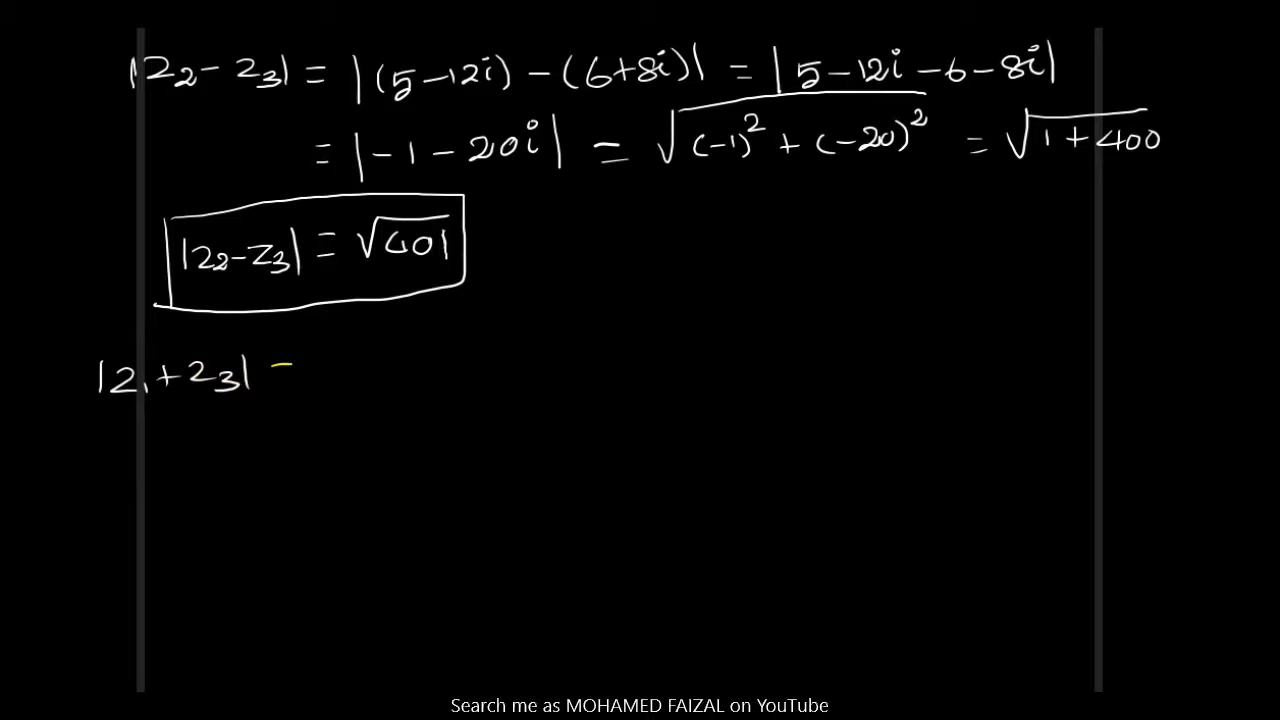 |z₂ - z₃| = |(5-12i) - (6+8i)| = |5-12i -6-8i|
= |-1-20i| = √(-1)² + (-20)² = √1+400
|z₂-z₃| = √401
|z₁+z₃| =
Search me as MOHAMED FAIZAL on YouTube